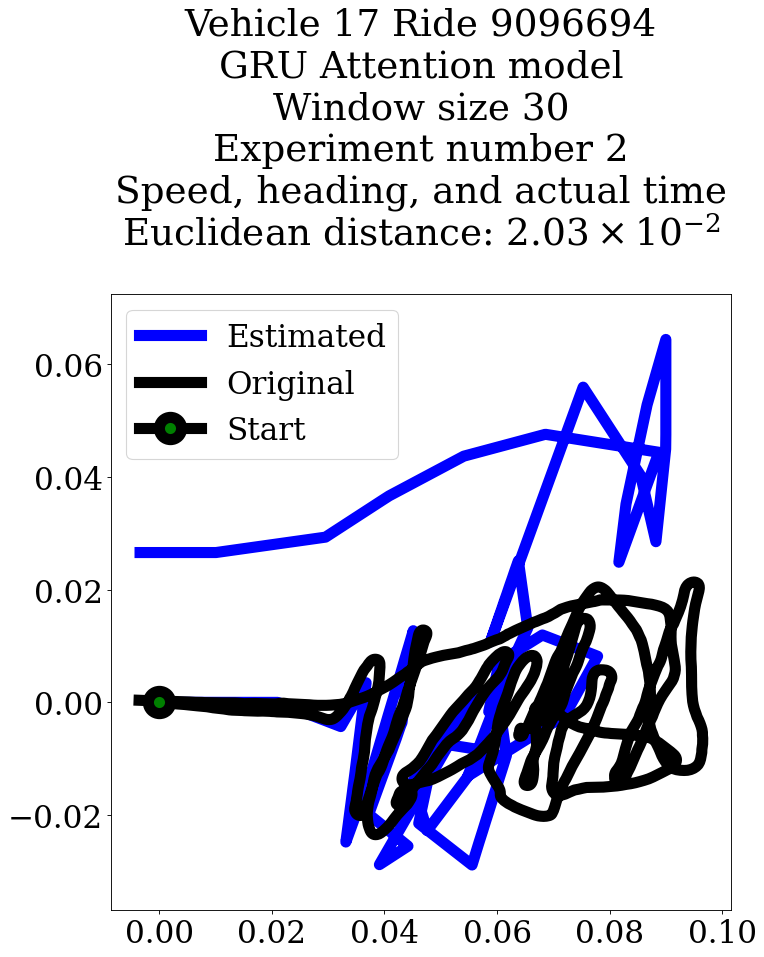 Vehicle 17 Ride 9096694
GRU Attention model
Window size 30
Experiment number 2
Speed, heading, and actual time
Euclidean distance: 2.03 × 10⁻²
Estimated
Original
Start
0.06
0.04
0.02
0.00
−0.02
0.00 0.02 0.04 0.06 0.08 0.10